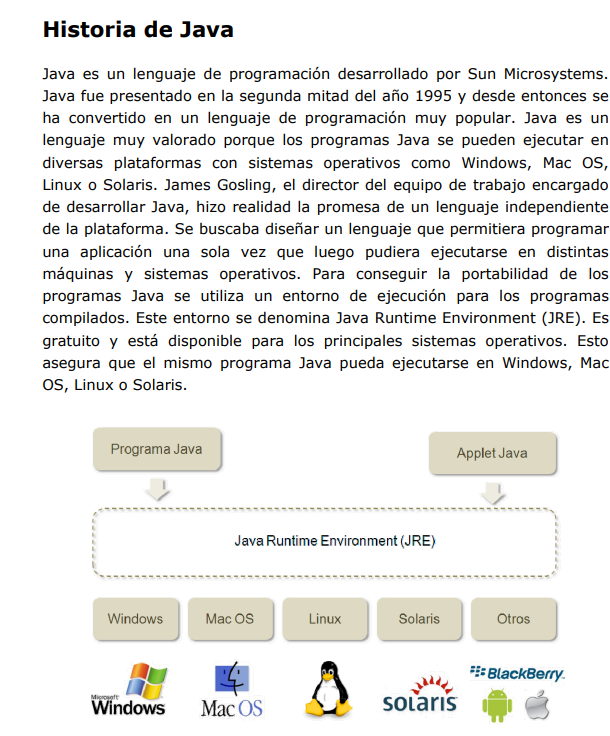 Historia de Java
Java es un lenguaje de programación desarrollado por Sun Microsystems.
Java fue presentado en la segunda mitad del año 1995 y desde entonces se
ha convertido en un lenguaje de programación muy popular. Java es un
lenguaje muy valorado porque los programas Java se pueden ejecutar en
diversas plataformas con sistemas operativos como Windows, Mac OS,
Linux o Solaris. James Gosling, el director del equipo de trabajo encargado
de desarrollar Java, hizo realidad la promesa de un lenguaje independiente
de la plataforma. Se buscaba diseñar un lenguaje que permitiera programar
una aplicación una sola vez que luego pudiera ejecutarse en distintas
máquinas y sistemas operativos. Para conseguir la portabilidad de los
programas Java se utiliza un entorno de ejecución para los programas
compilados. Este entorno se denomina Java Runtime Environment (JRE). Es
gratuito y está disponible para los principales sistemas operativos. Esto
asegura que el mismo programa Java pueda ejecutarse en Windows, Mac
OS, Linux o Solaris.
Programa Java
Applet Java
Java Runtime Environment (JRE)
Windows Mac OS Linux Solaris Otros
Microsoft
Windows
Mac OS
solaris
BlackBerry.